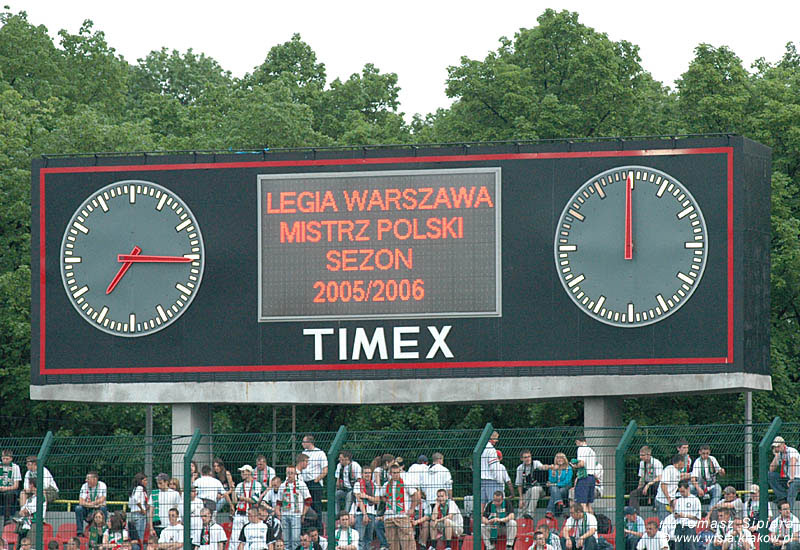 LEGIA WARSZAWA
MISTRZ POLSKI
SEZON
2005/2006
TIMEX
(c) Tomasz Sipiera
www.wisla.krakow.pl